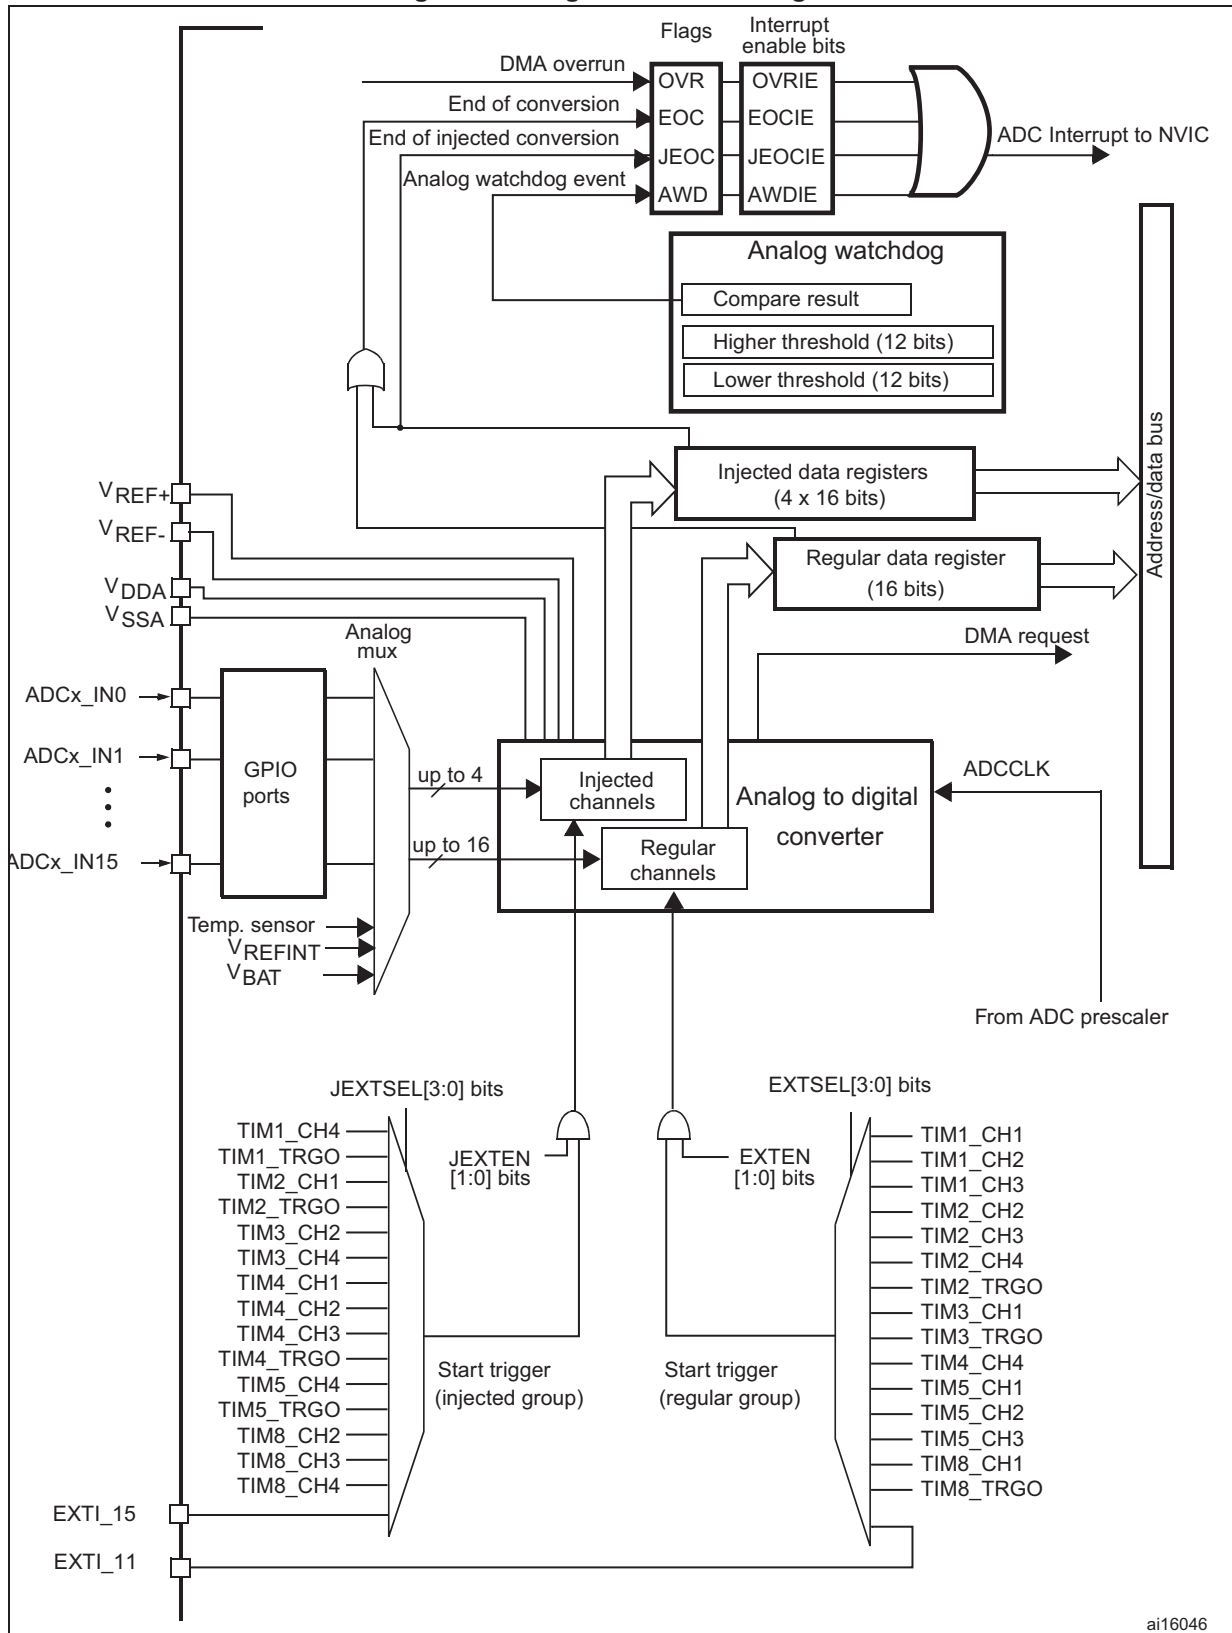 Flags
Interrupt
enable bits
DMA overrun
OVR
OVRIE
End of conversion
EOC
EOCIE
End of injected conversion
JEOC
JEOCIE
ADC Interrupt to NVIC
Analog watchdog event
AWD
AWDIE
Analog watchdog
Compare result
Higher threshold (12 bits)
Lower threshold (12 bits)
Address/data bus
Injected data registers
(4 x 16 bits)
VREF+
VREF-
Regular data register
(16 bits)
VDDA
VSSA
Analog
mux
DMA request
ADCx_IN0
ADCx_IN1
GPIO
ports
up to 4
Injected
channels
Analog to digital
converter
ADCCLK
ADCx_IN15
up to 16
Regular
channels
Temp. sensor
VREFINT
VBAT
From ADC prescaler
JEXTSEL[3:0] bits
EXTSEL[3:0] bits
JEXTEN
[1:0] bits
EXTEN
[1:0] bits
TIM1_CH4
TIM1_TRGO
TIM2_CH1
TIM2_TRGO
TIM3_CH2
TIM3_CH4
TIM4_CH1
TIM4_CH2
TIM4_CH3
TIM4_TRGO
TIM5_CH4
TIM5_TRGO
TIM8_CH2
TIM8_CH3
TIM8_CH4
Start trigger
(injected group)
Start trigger
(regular group)
TIM1_CH1
TIM1_CH2
TIM1_CH3
TIM2_CH2
TIM2_CH3
TIM2_CH4
TIM2_TRGO
TIM3_CH1
TIM3_TRGO
TIM4_CH4
TIM5_CH1
TIM5_CH2
TIM5_CH3
TIM8_CH1
TIM8_TRGO
EXTI_15
EXTI_11
ai16046